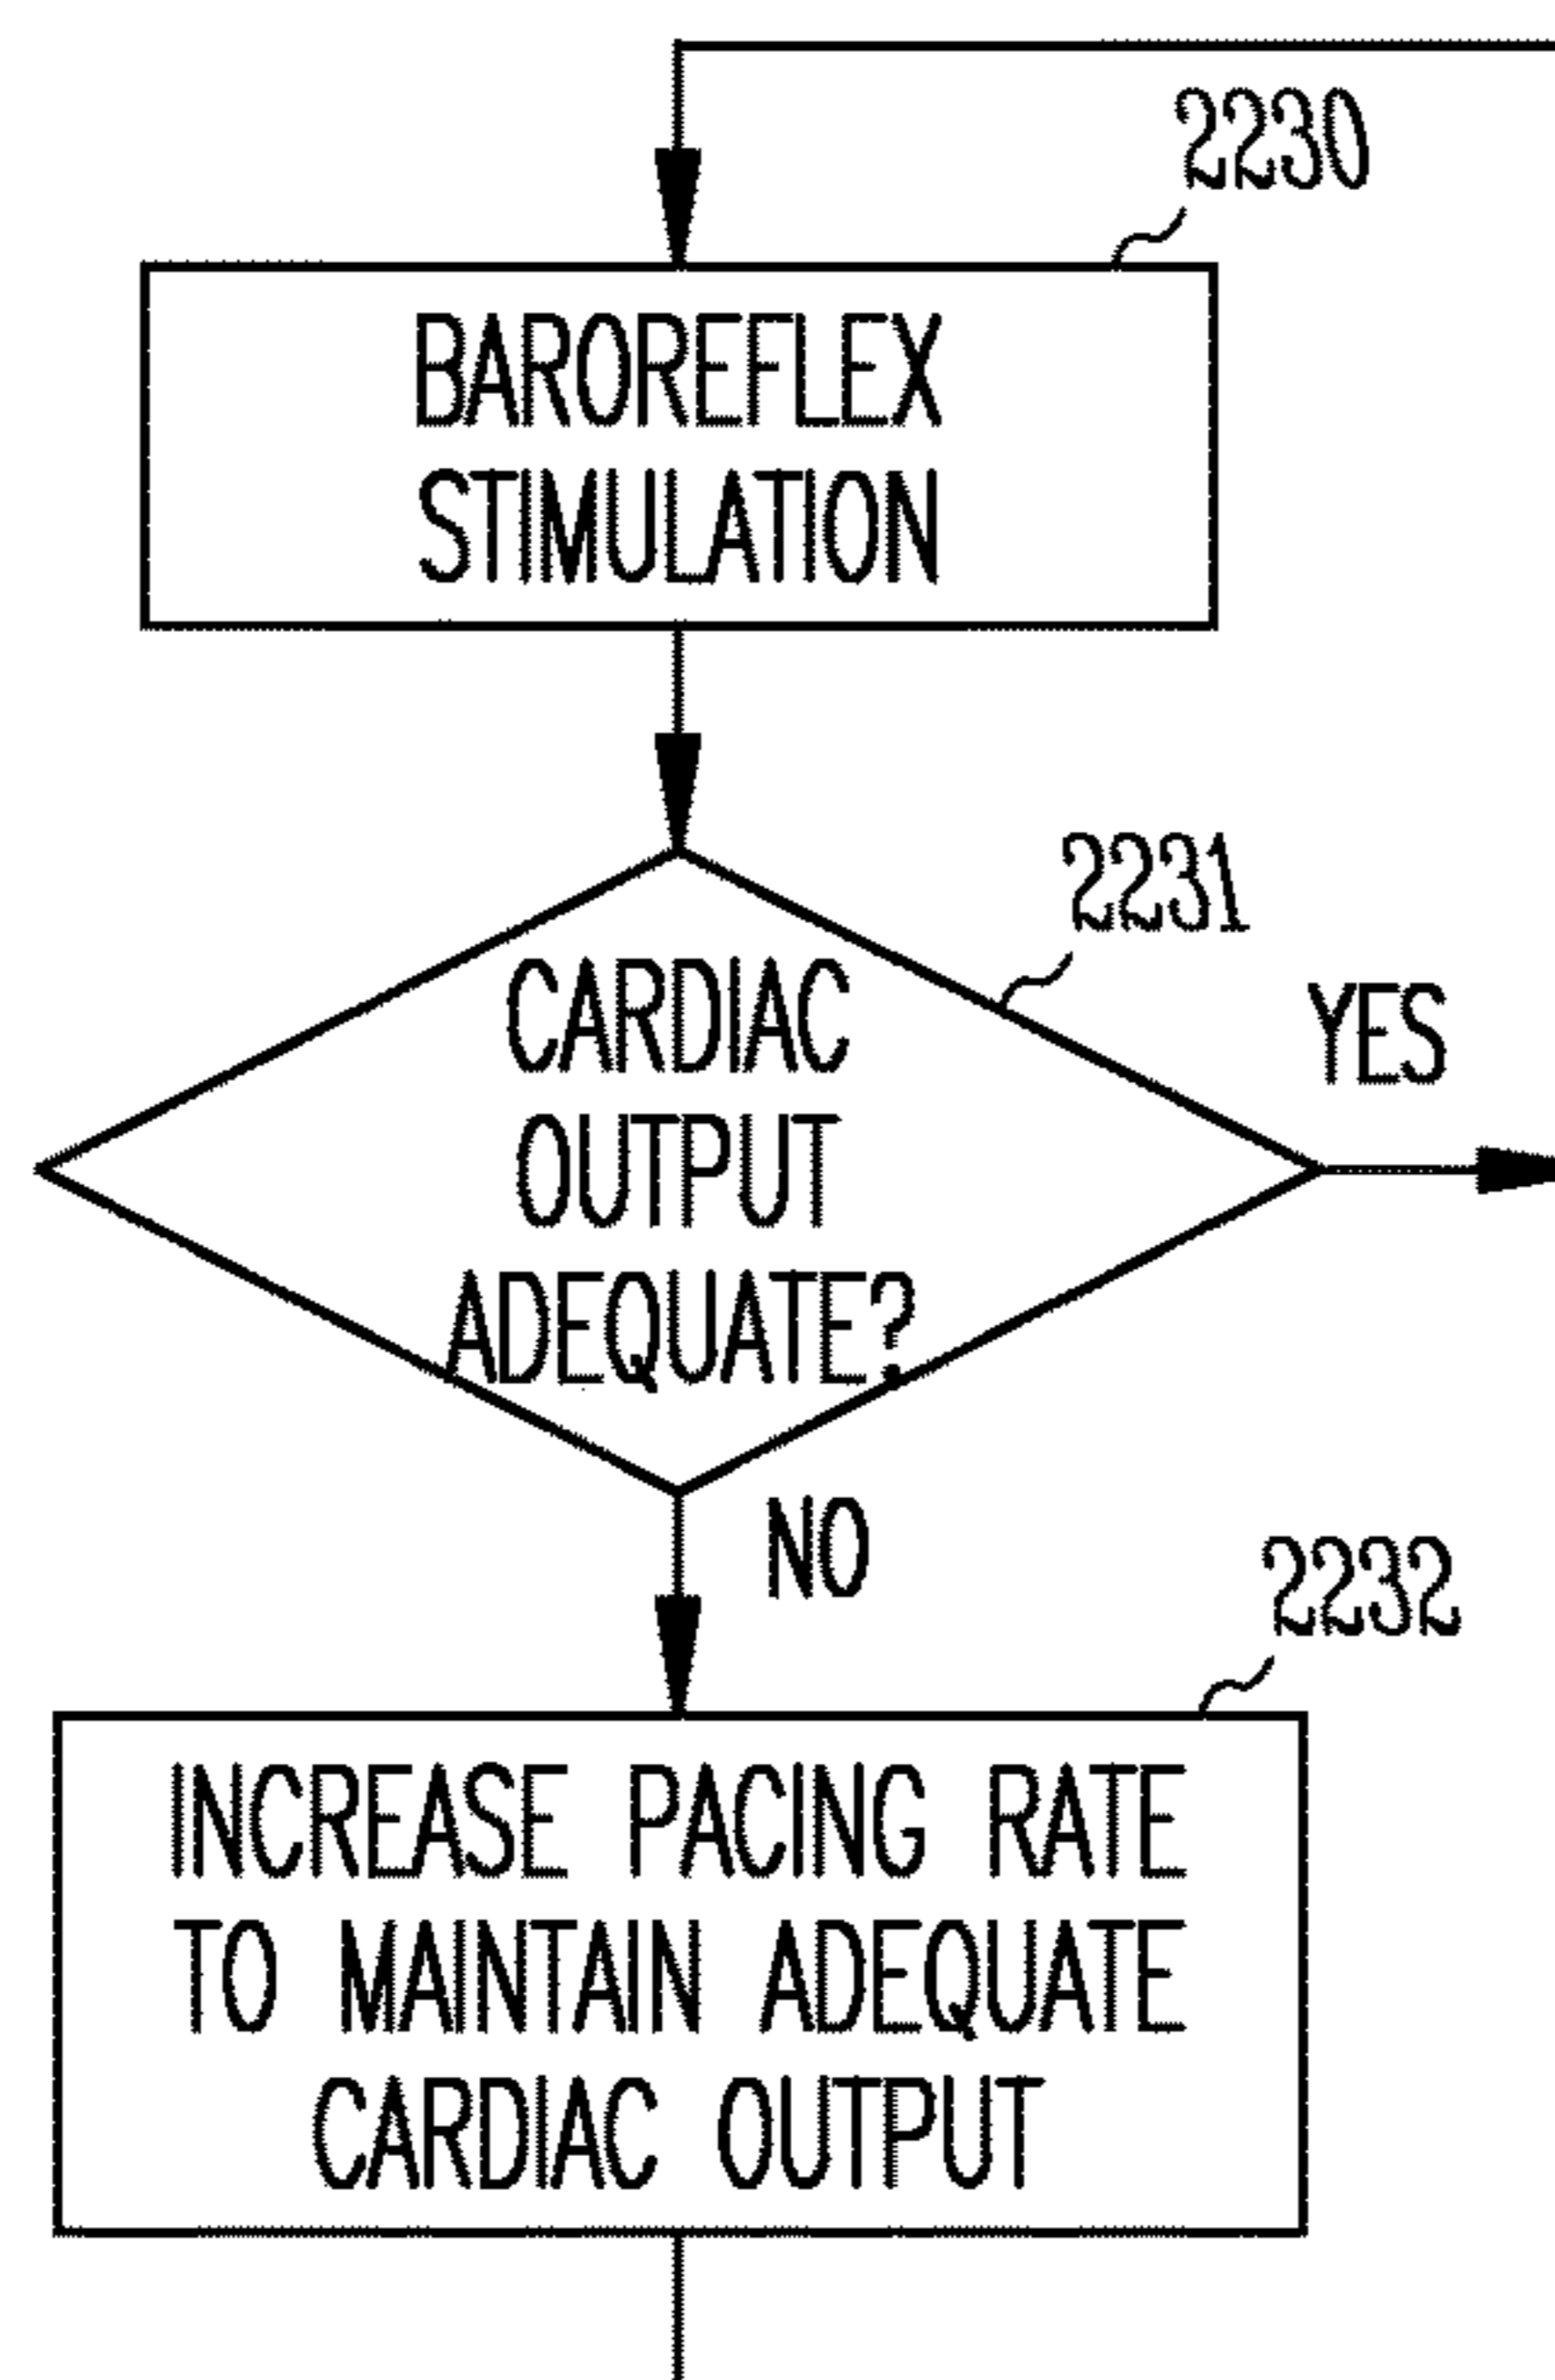 2230
BAROREFLEX
STIMULATION
2231
CARDIAC
OUTPUT
ADEQUATE?
YES
NO
2232
INCREASE PACING RATE
TO MAINTAIN ADEQUATE
CARDIAC OUTPUT